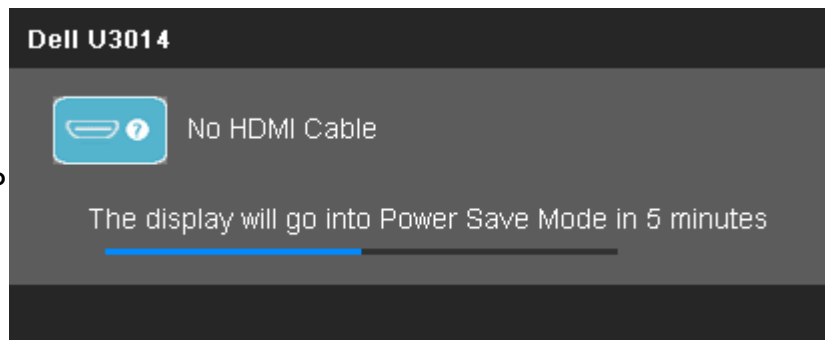 Dell U3014
No HDMI Cable
The display will go into Power Save Mode in 5 minutes